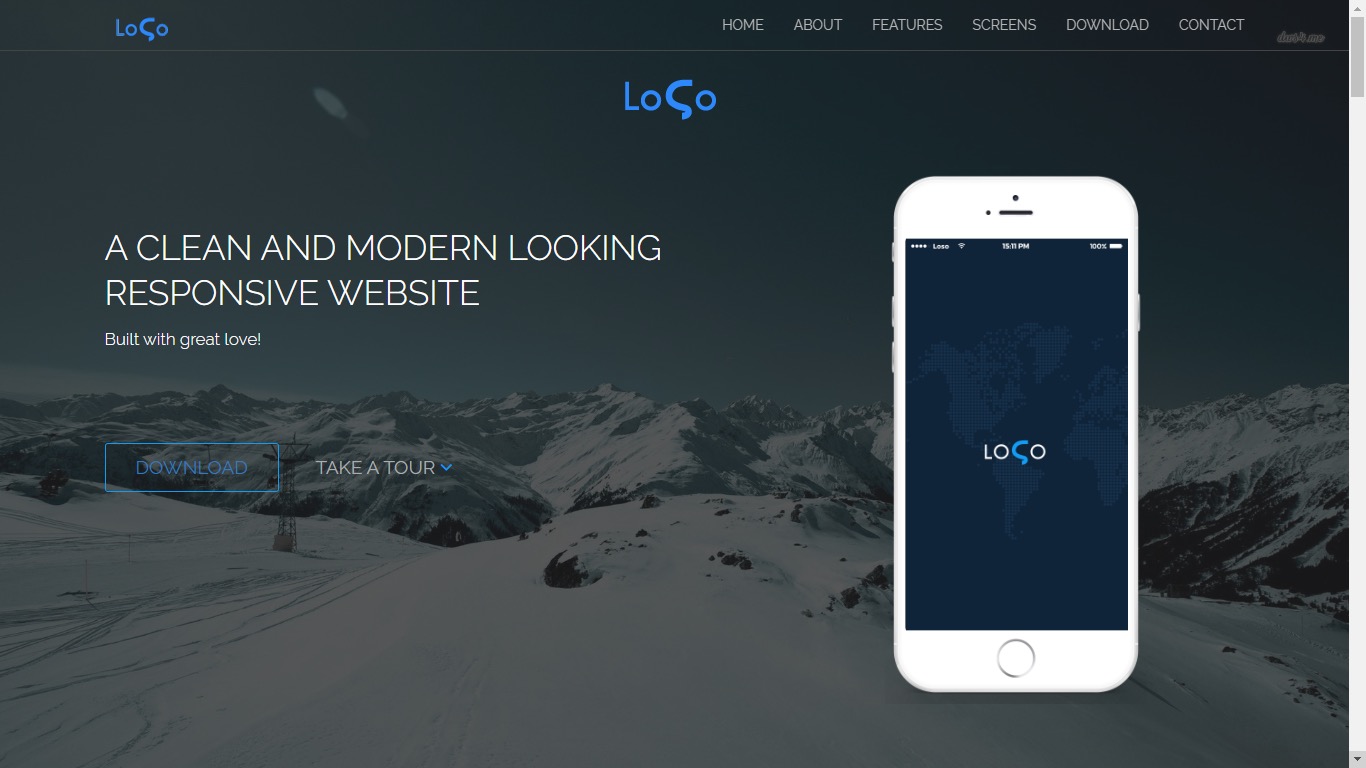 LoSo
HOME ABOUT FEATURES SCREENS DOWNLOAD CONTACT
LoSo
A CLEAN AND MODERN LOOKING
RESPONSIVE WEBSITE
Built with great love!
DOWNLOAD TAKE A TOUR
Loso 15:11 PM 100%
LOSO